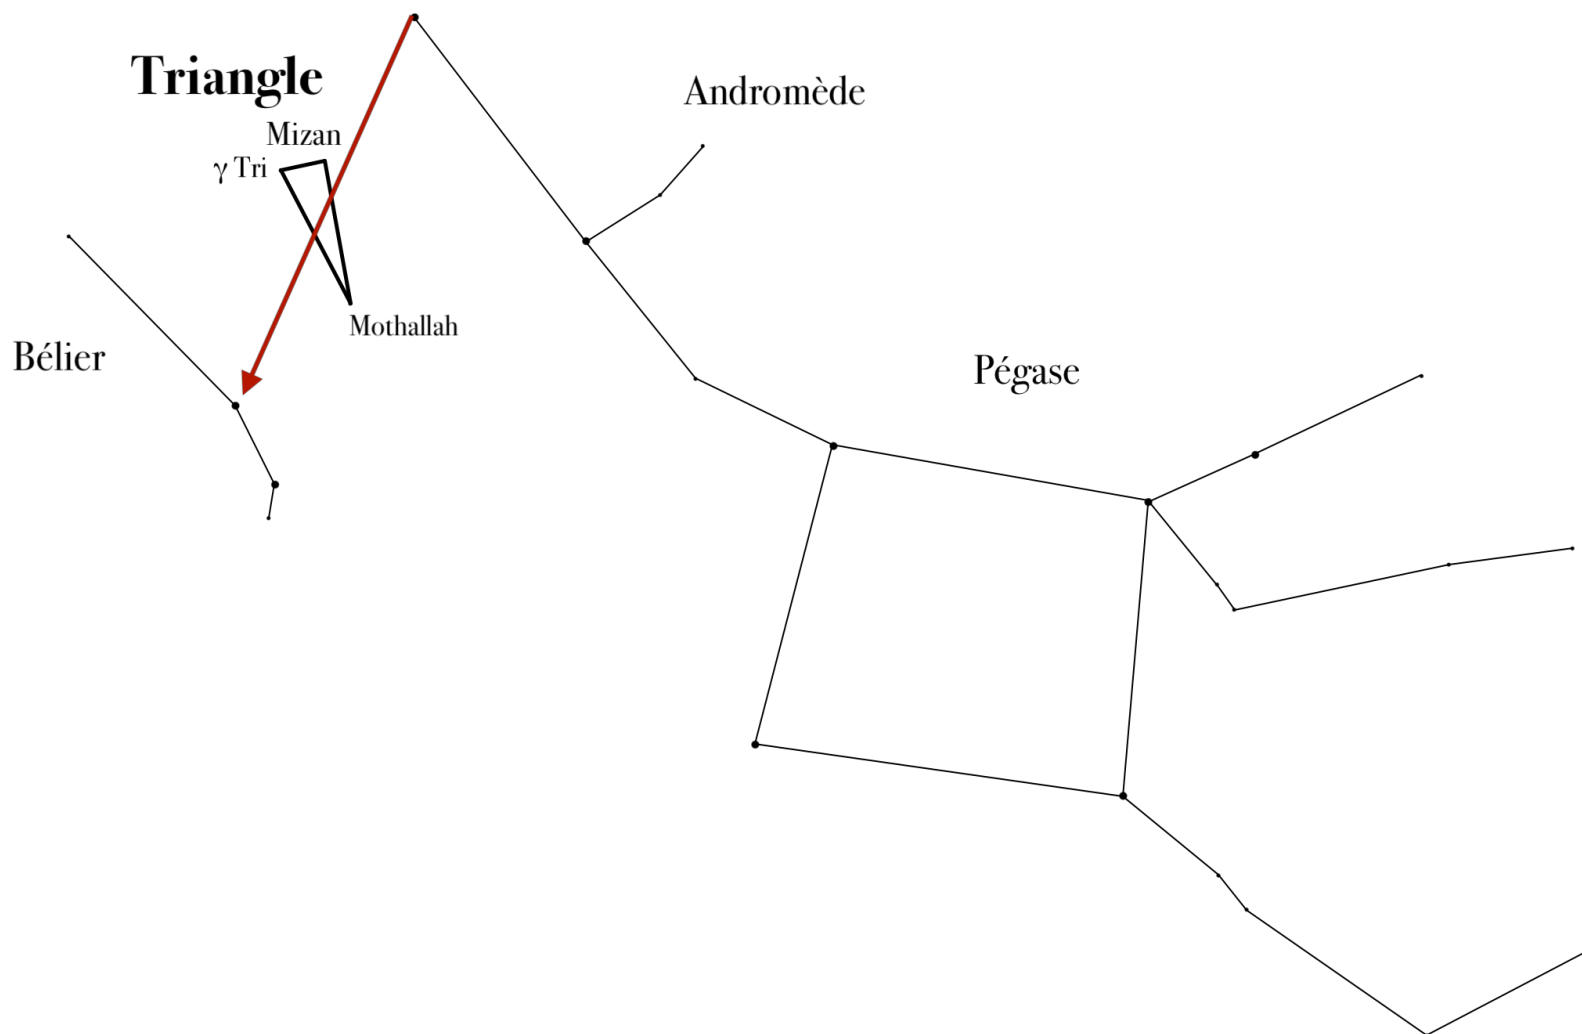 Triangle
Andromède
Mizan
γ Tri
Mothallah
Bélier
Pégase